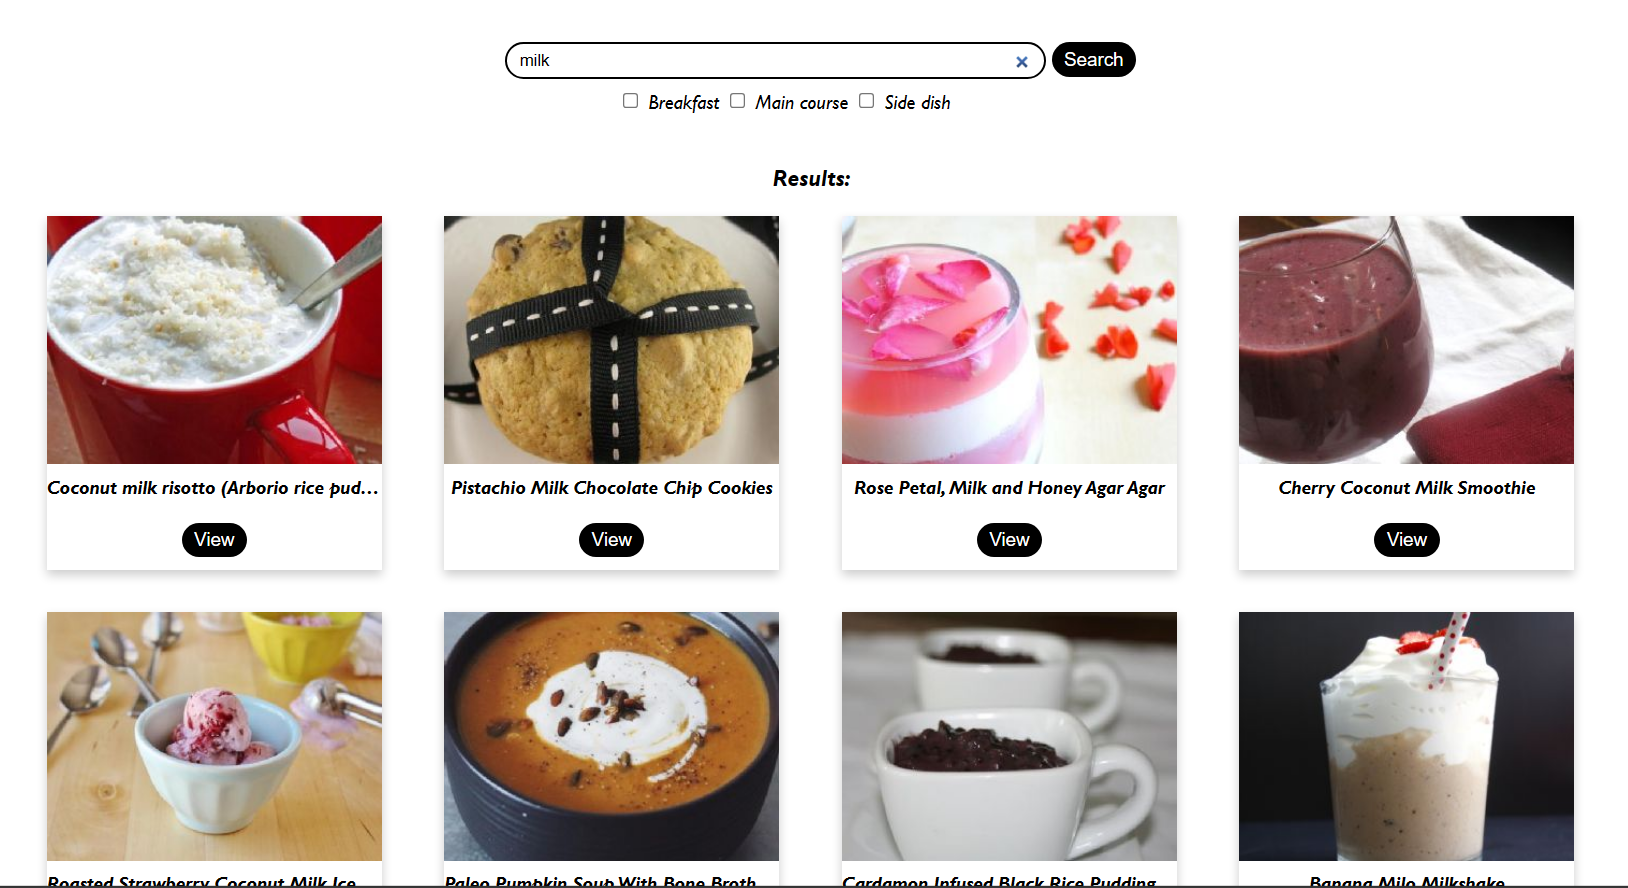 milk
Search
Breakfast Main course Side dish
Results:
Coconut milk risotto (Arborio rice pud...
Pistachio Milk Chocolate Chip Cookies
Rose Petal, Milk and Honey Agar Agar
Cherry Coconut Milk Smoothie
View
View
View
View
Roasted Strawberry Coconut Milk Ice
Paleo Pumpkin Soup With Bone Broth
Cardamon Infused Black Rice Pudding
Banana Milo Milkshake